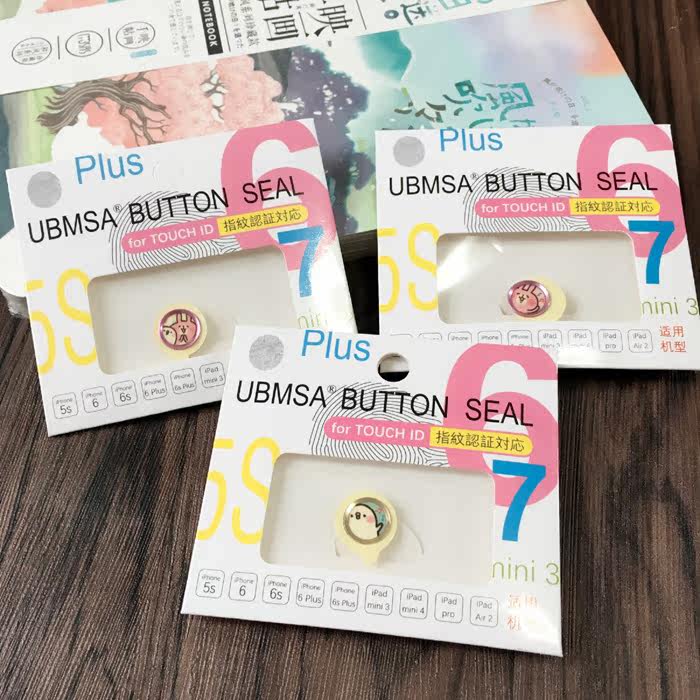 NOTEBOOK
Plus
6
UBMSA® BUTTON SEAL
for TOUCH ID 指紋認証対応
5S
7
mini 3
iPhone 5s
iPhone 6
iPhone 6s
iPhone 6 Plus
iPhone 6s Plus
iPad mini 3
Plus
6
UBMSA® BUTTON SEAL
for TOUCH ID 指紋認証対応
5S
7
mini 3
iPad pro
iPad Air 2
适用
机型
Plus
6
UBMSA® BUTTON SEAL
for TOUCH ID 指紋認証対応
5S
7
mini 3
iPhone 5s
iPhone 6
iPhone 6s
iPhone 6 Plus
iPhone 6s Plus
iPad mini 3
iPad mini 4
iPad pro
iPad Air 2
适用
机型